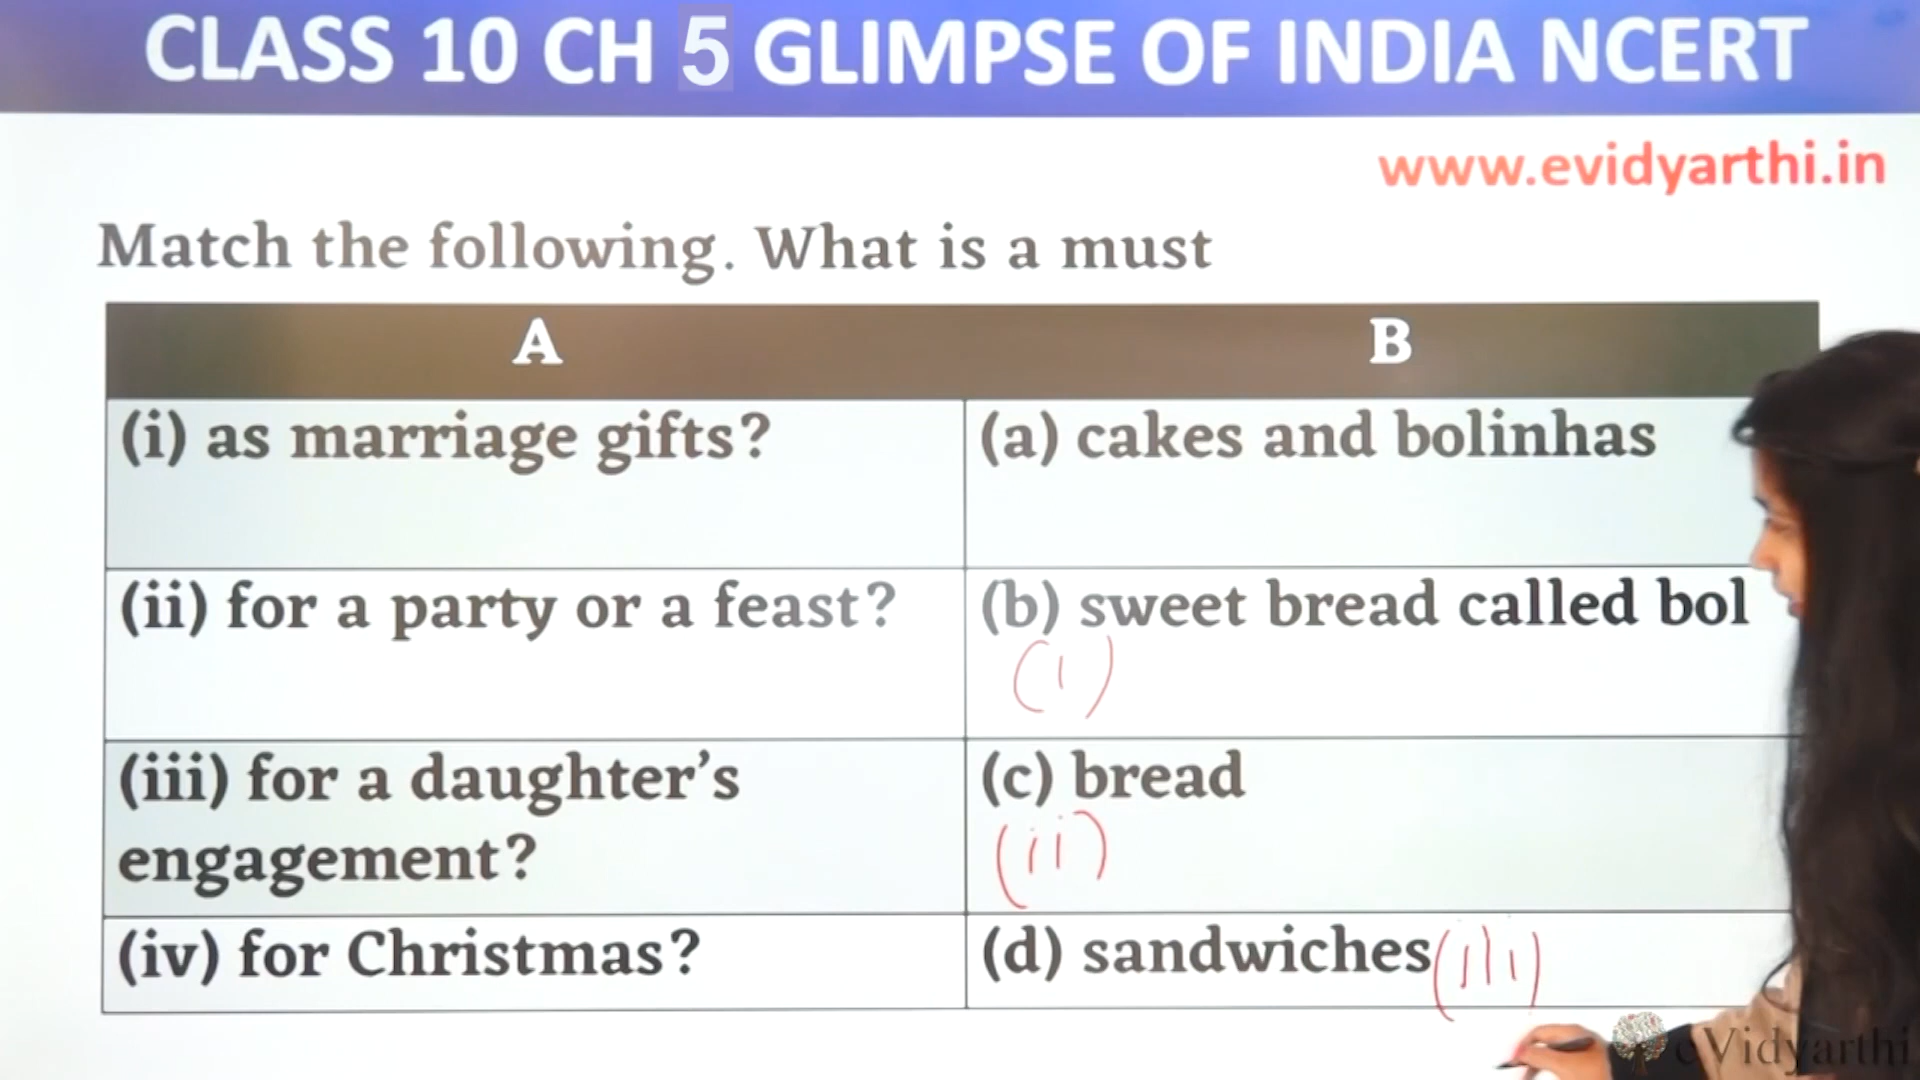 CLASS 10 CH 5 GLIMPSE OF INDIA NCERT
www.evidyarthi.in
Match the following. What is a must
A B
(i) as marriage gifts? (a) cakes and bolinhas
(ii) for a party or a feast? (b) sweet bread called bol
(i)
(iii) for a daughter’s (c) bread
engagement? (ii)
(iv) for Christmas? (d) sandwiches (iii)
eVidyarthi